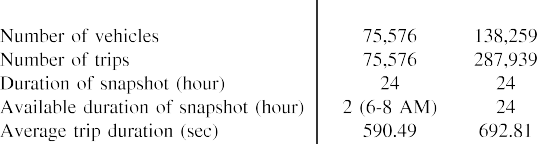 Number of vehicles 75,576 138,259
Number of trips 75,576 287,939
Duration of snapshot (hour) 24 24
Available duration of snapshot (hour) 2 (6-8 AM) 24
Average trip duration (sec) 590.49 692.81